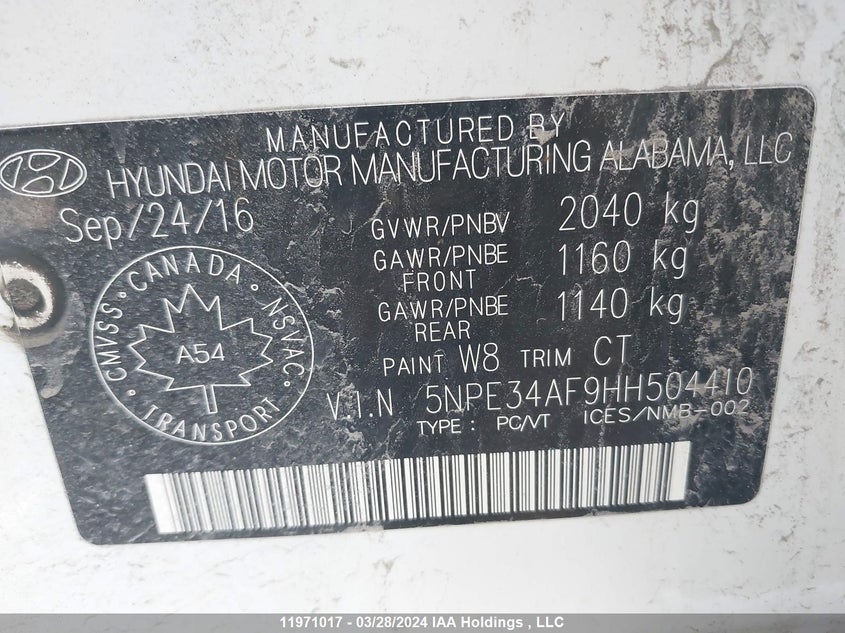 MANUFACTURED BY
HYUNDAI MOTOR MANUFACTURING ALABAMA, LLC
Sep/24/16
GVWR/PNBV 2040 kg
GAWR/PNBE FRONT 1160 kg
GAWR/PNBE REAR 1140 kg
CANADA · NSVAC · TRANSPORT · CMVSS ·
A54
PAINT W8 TRIM CT
V.I.N 5NPE34AF9HH504410
TYPE : PC/VT ICES/NMB-002
11971017 - 03/28/2024 IAA Holdings , LLC